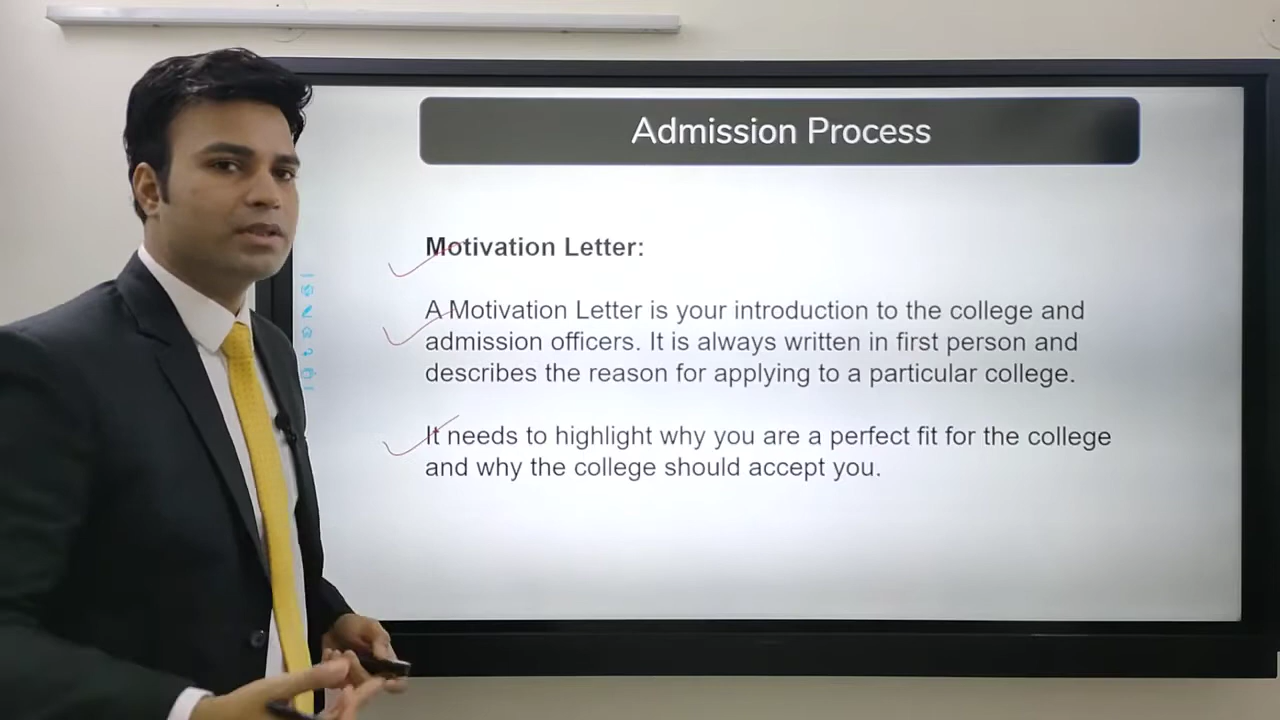 Admission Process
Motivation Letter:
A Motivation Letter is your introduction to the college and
admission officers. It is always written in first person and
describes the reason for applying to a particular college.
It needs to highlight why you are a perfect fit for the college
and why the college should accept you.